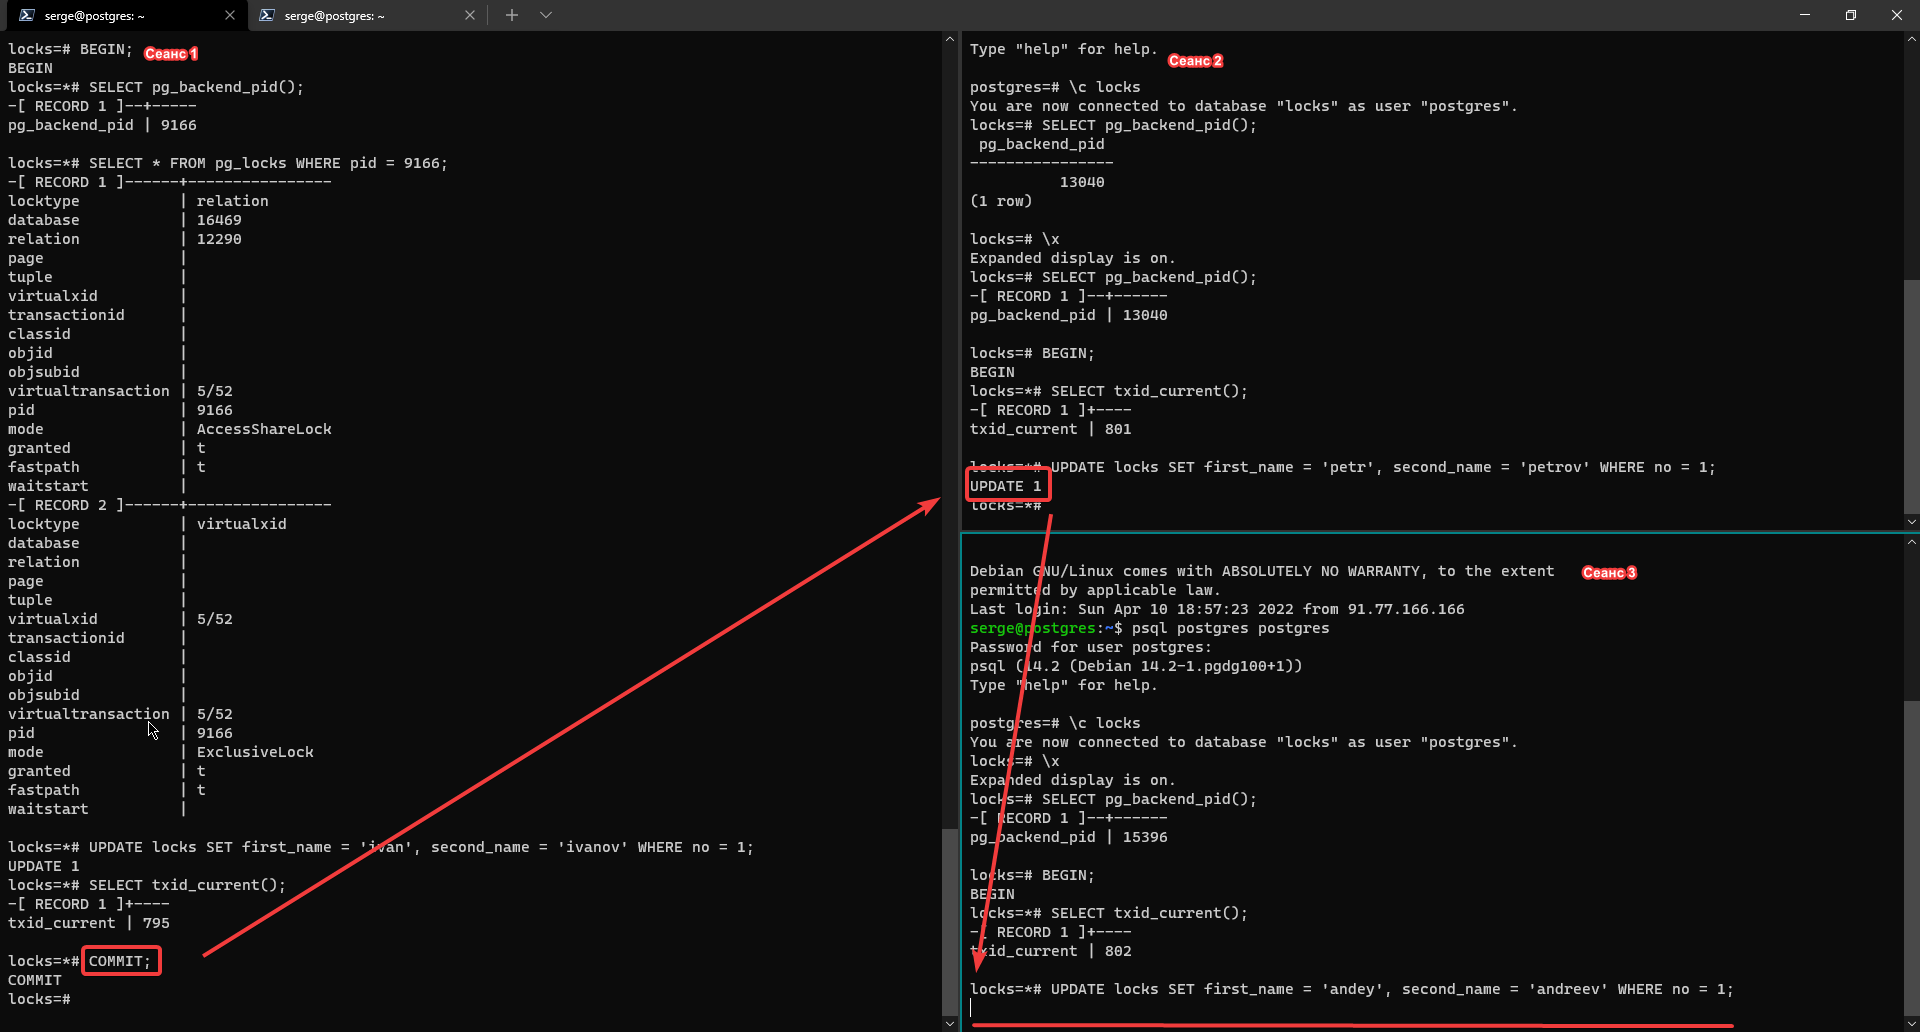 serge@postgres: ~
serge@postgres: ~
locks=# BEGIN;
Сеанс 1
BEGIN
locks=*# SELECT pg_backend_pid();
-[ RECORD 1 ]--+-----
pg_backend_pid | 9166
locks=*# SELECT * FROM pg_locks WHERE pid = 9166;
-[ RECORD 1 ]------+----------------
locktype           | relation
database           | 16469
relation           | 12290
page               |
tuple              |
virtualxid         |
transactionid      |
classid            |
objid              |
objsubid           |
virtualtransaction | 5/52
pid                | 9166
mode               | AccessShareLock
granted            | t
fastpath           | t
waitstart          |
-[ RECORD 2 ]------+----------------
locktype           | virtualxid
database           |
relation           |
page               |
tuple              |
virtualxid         | 5/52
transactionid      |
classid            |
objid              |
objsubid           |
virtualtransaction | 5/52
pid                | 9166
mode               | ExclusiveLock
granted            | t
fastpath           | t
waitstart          |
locks=*# UPDATE locks SET first_name = 'ivan', second_name = 'ivanov' WHERE no = 1;
UPDATE 1
locks=*# SELECT txid_current();
-[ RECORD 1 ]+----
txid_current | 795
locks=*# COMMIT;
COMMIT
locks=#
Type "help" for help.
Сеанс 2
postgres=# \c locks
You are now connected to database "locks" as user "postgres".
locks=# SELECT pg_backend_pid();
 pg_backend_pid
----------------
          13040
(1 row)
locks=# \x
Expanded display is on.
locks=# SELECT pg_backend_pid();
-[ RECORD 1 ]--+------
pg_backend_pid | 13040
locks=# BEGIN;
BEGIN
locks=*# SELECT txid_current();
-[ RECORD 1 ]+----
txid_current | 801
locks=*# UPDATE locks SET first_name = 'petr', second_name = 'petrov' WHERE no = 1;
UPDATE 1
locks=*#
Debian GNU/Linux comes with ABSOLUTELY NO WARRANTY, to the extent
Сеанс 3
permitted by applicable law.
Last login: Sun Apr 10 18:57:23 2022 from 91.77.166.166
serge@postgres:~$ psql postgres postgres
Password for user postgres:
psql (14.2 (Debian 14.2-1.pgdg100+1))
Type "help" for help.
postgres=# \c locks
You are now connected to database "locks" as user "postgres".
locks=# \x
Expanded display is on.
locks=# SELECT pg_backend_pid();
-[ RECORD 1 ]--+------
pg_backend_pid | 15396
locks=# BEGIN;
BEGIN
locks=*# SELECT txid_current();
-[ RECORD 1 ]+----
txid_current | 802
locks=*# UPDATE locks SET first_name = 'andey', second_name = 'andreev' WHERE no = 1;